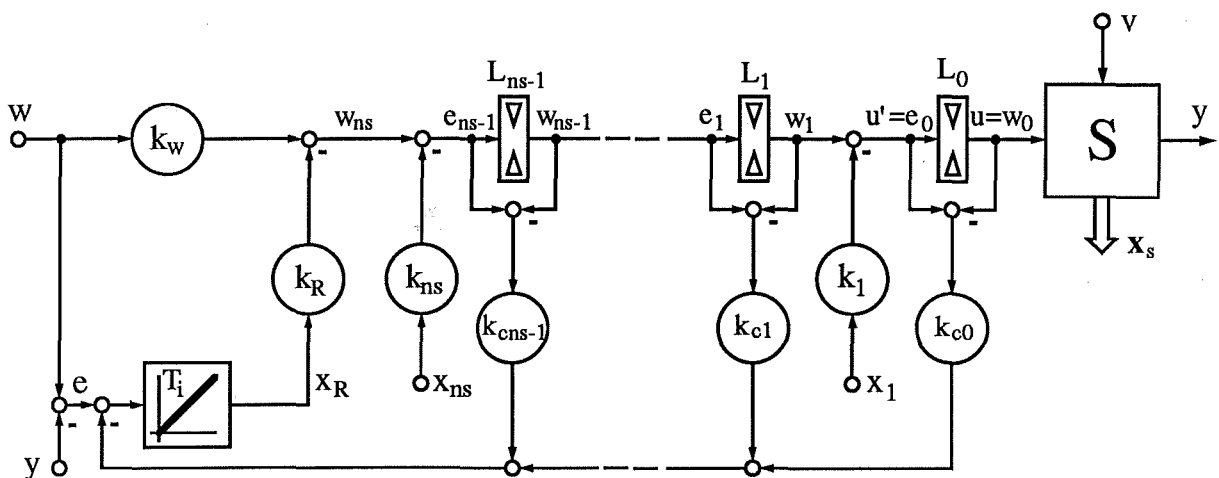 v
L_ns-1
L_1
L_0
w
k_w
w_ns
e_ns-1
w_ns-1
e_1
w_1
u'=e_0
u=w_0
S
y
-
-
-
-
-
-
x_s
k_R
k_ns
k_cns-1
k_c1
k_1
k_c0
e
T_i
x_R
x_ns
x_1
-
-
y